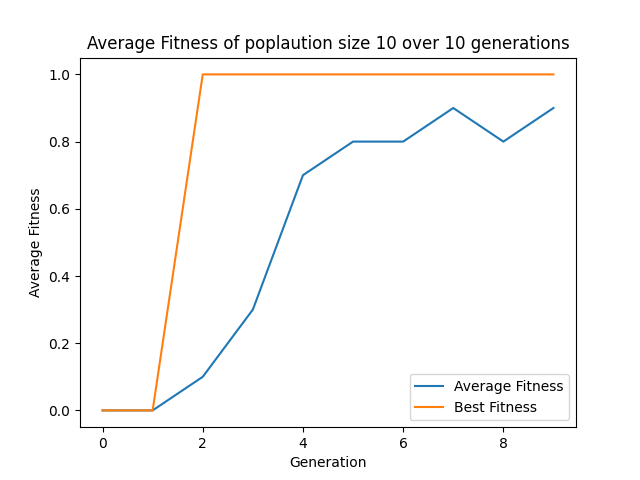 Average Fitness of poplaution size 10 over 10 generations
1.0
0.8
0.6
0.4
0.2
0.0
Average Fitness
0 2 4 6 8
Generation
Average Fitness
Best Fitness